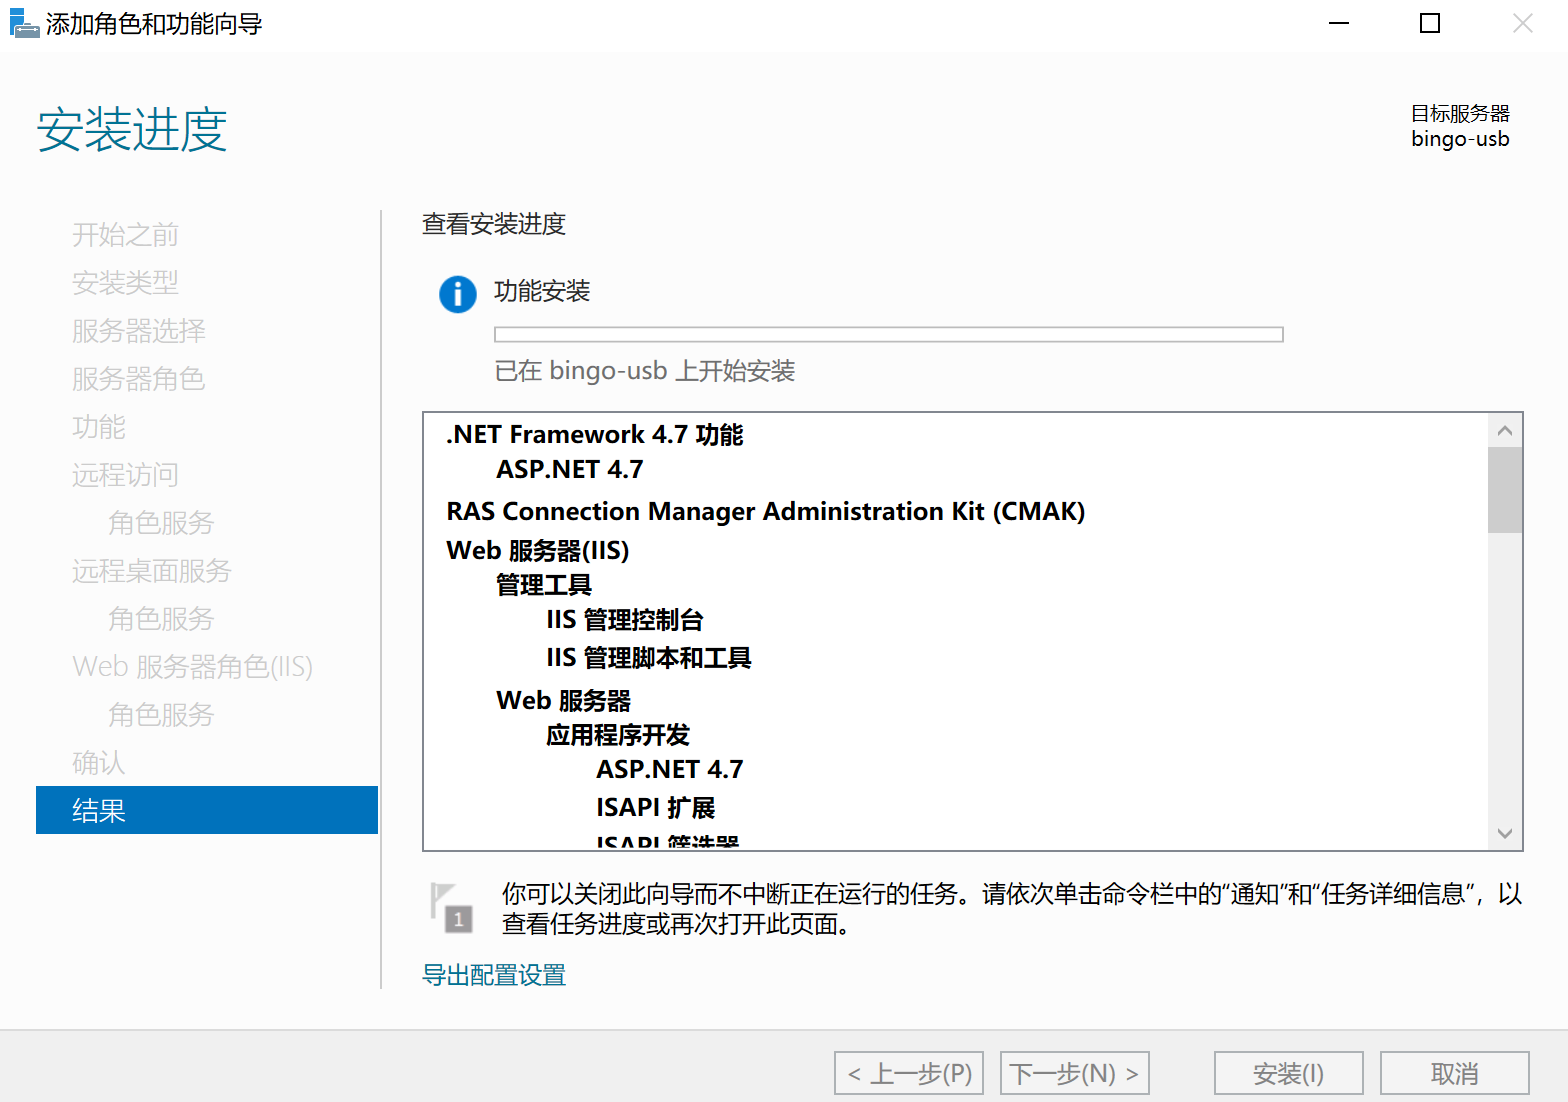 添加角色和功能向导
安装进度
目标服务器
bingo-usb
开始之前
安装类型
服务器选择
服务器角色
功能
远程访问
角色服务
远程桌面服务
角色服务
Web 服务器角色(IIS)
角色服务
确认
结果
查看安装进度
功能安装
已在 bingo-usb 上开始安装
.NET Framework 4.7 功能
ASP.NET 4.7
RAS Connection Manager Administration Kit (CMAK)
Web 服务器(IIS)
管理工具
IIS 管理控制台
IIS 管理脚本和工具
Web 服务器
应用程序开发
ASP.NET 4.7
ISAPI 扩展
ISAPI 筛选器
1
你可以关闭此向导而不中断正在运行的任务。请依次单击命令栏中的“通知”和“任务详细信息”，以
查看任务进度或再次打开此页面。
导出配置设置
< 上一步(P)
下一步(N) >
安装(I)
取消